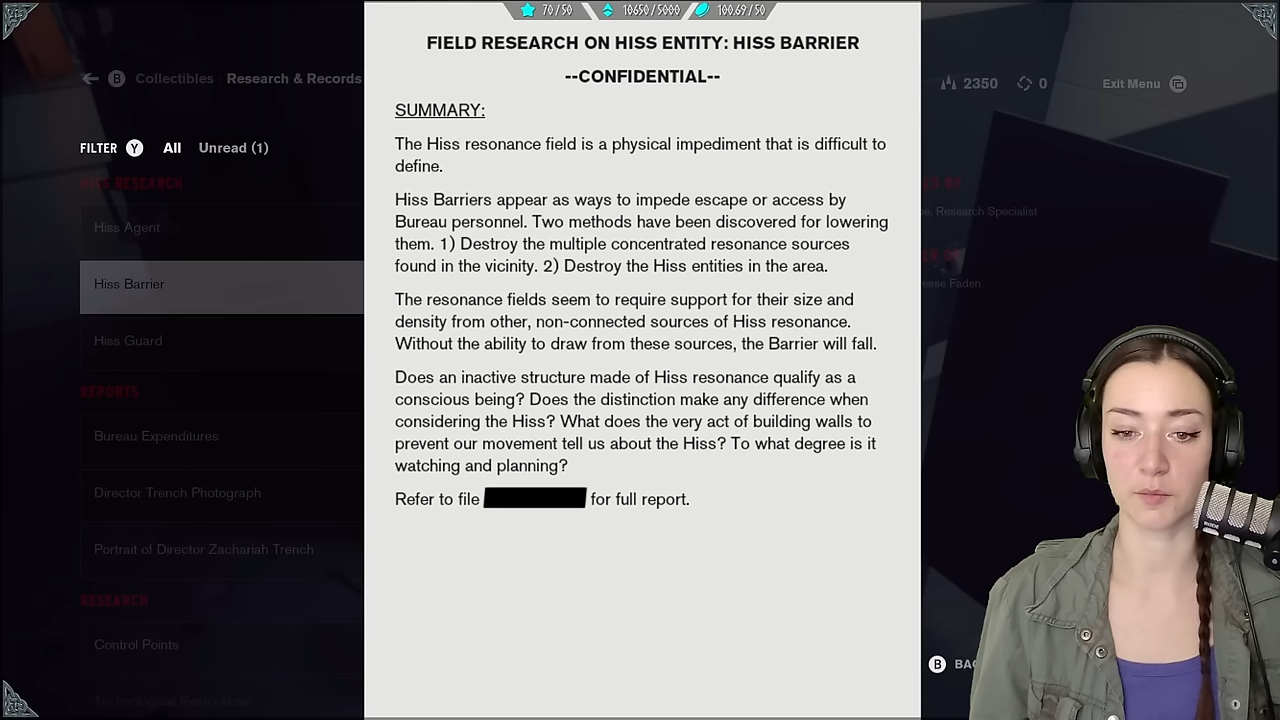 70/50 10650/5000 100.69/50
FIELD RESEARCH ON HISS ENTITY: HISS BARRIER
--CONFIDENTIAL--
B Collectibles Research & Records
2350 0 Exit Menu
SUMMARY:
The Hiss resonance field is a physical impediment that is difficult to
define.
FILTER Y All Unread (1)
HISS RESEARCH
Hiss Agent
Hiss Barrier
Hiss Guard
REPORTS
Bureau Expenditures
Director Trench Photograph
Portrait of Director Zachariah Trench
RESEARCH
Control Points
Technological Restrictions
Hiss Barriers appear as ways to impede escape or access by
Bureau personnel. Two methods have been discovered for lowering
them. 1) Destroy the multiple concentrated resonance sources
found in the vicinity. 2) Destroy the Hiss entities in the area.
The resonance fields seem to require support for their size and
density from other, non-connected sources of Hiss resonance.
Without the ability to draw from these sources, the Barrier will fall.
Does an inactive structure made of Hiss resonance qualify as a
conscious being? Does the distinction make any difference when
considering the Hiss? What does the very act of building walls to
prevent our movement tell us about the Hiss? To what degree is it
watching and planning?
Refer to file for full report.
Research Specialist
Faden
B BAC
RØDE